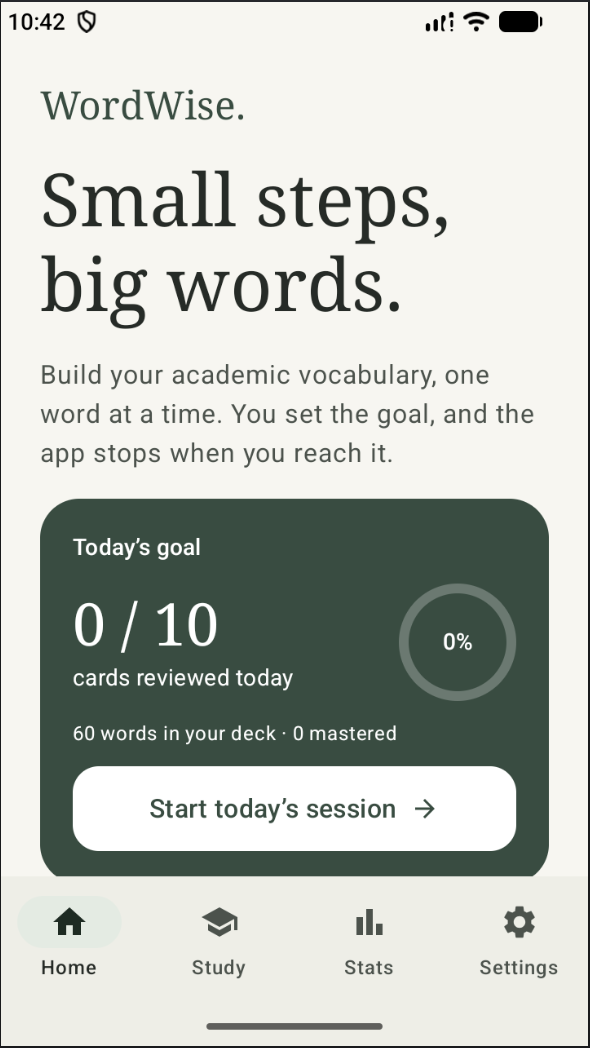 10:42
WordWise.
Small steps,
big words.
Build your academic vocabulary, one
word at a time. You set the goal, and the
app stops when you reach it.
Today’s goal
0 / 10
0%
cards reviewed today
60 words in your deck · 0 mastered
Start today’s session →
Home
Study
Stats
Settings